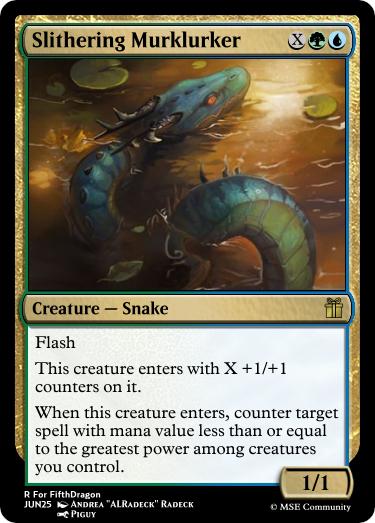 Slithering Murklurker X
Creature — Snake
Flash
This creature enters with X +1/+1
counters on it.
When this creature enters, counter target
spell with mana value less than or equal
to the greatest power among creatures
you control.
1/1
R For FifthDragon
JUN25 Andrea "ALRadeck" Radeck
Piguy
© MSE Community